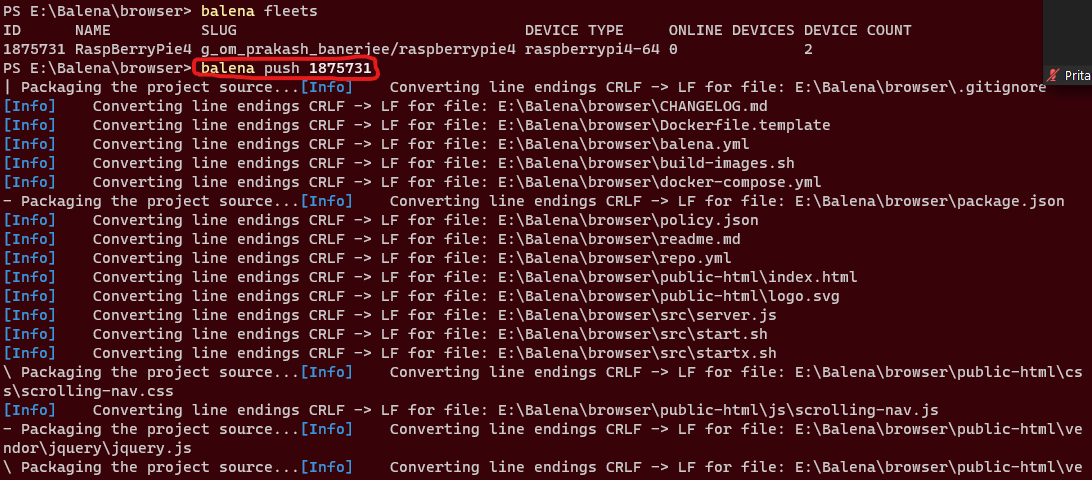 PS E:\Balena\browser> balena fleets
ID      NAME         SLUG                                DEVICE TYPE     ONLINE DEVICES DEVICE COUNT
1875731 RaspBerryPie4 g_om_prakash_banerjee/raspberrypie4 raspberrypi4-64 0              2
PS E:\Balena\browser> balena push 1875731
Prita
| Packaging the project source...[Info]    Converting line endings CRLF -> LF for file: E:\Balena\browser\.gitignore
[Info]    Converting line endings CRLF -> LF for file: E:\Balena\browser\CHANGELOG.md
[Info]    Converting line endings CRLF -> LF for file: E:\Balena\browser\Dockerfile.template
[Info]    Converting line endings CRLF -> LF for file: E:\Balena\browser\balena.yml
[Info]    Converting line endings CRLF -> LF for file: E:\Balena\browser\build-images.sh
[Info]    Converting line endings CRLF -> LF for file: E:\Balena\browser\docker-compose.yml
- Packaging the project source...[Info]    Converting line endings CRLF -> LF for file: E:\Balena\browser\package.json
[Info]    Converting line endings CRLF -> LF for file: E:\Balena\browser\policy.json
[Info]    Converting line endings CRLF -> LF for file: E:\Balena\browser\readme.md
[Info]    Converting line endings CRLF -> LF for file: E:\Balena\browser\repo.yml
[Info]    Converting line endings CRLF -> LF for file: E:\Balena\browser\public-html\index.html
[Info]    Converting line endings CRLF -> LF for file: E:\Balena\browser\public-html\logo.svg
[Info]    Converting line endings CRLF -> LF for file: E:\Balena\browser\src\server.js
[Info]    Converting line endings CRLF -> LF for file: E:\Balena\browser\src\start.sh
[Info]    Converting line endings CRLF -> LF for file: E:\Balena\browser\src\startx.sh
\ Packaging the project source...[Info]    Converting line endings CRLF -> LF for file: E:\Balena\browser\public-html\cs
s\scrolling-nav.css
[Info]    Converting line endings CRLF -> LF for file: E:\Balena\browser\public-html\js\scrolling-nav.js
- Packaging the project source...[Info]    Converting line endings CRLF -> LF for file: E:\Balena\browser\public-html\ve
ndor\jquery\jquery.js
\ Packaging the project source...[Info]    Converting line endings CRLF -> LF for file: E:\Balena\browser\public-html\ve